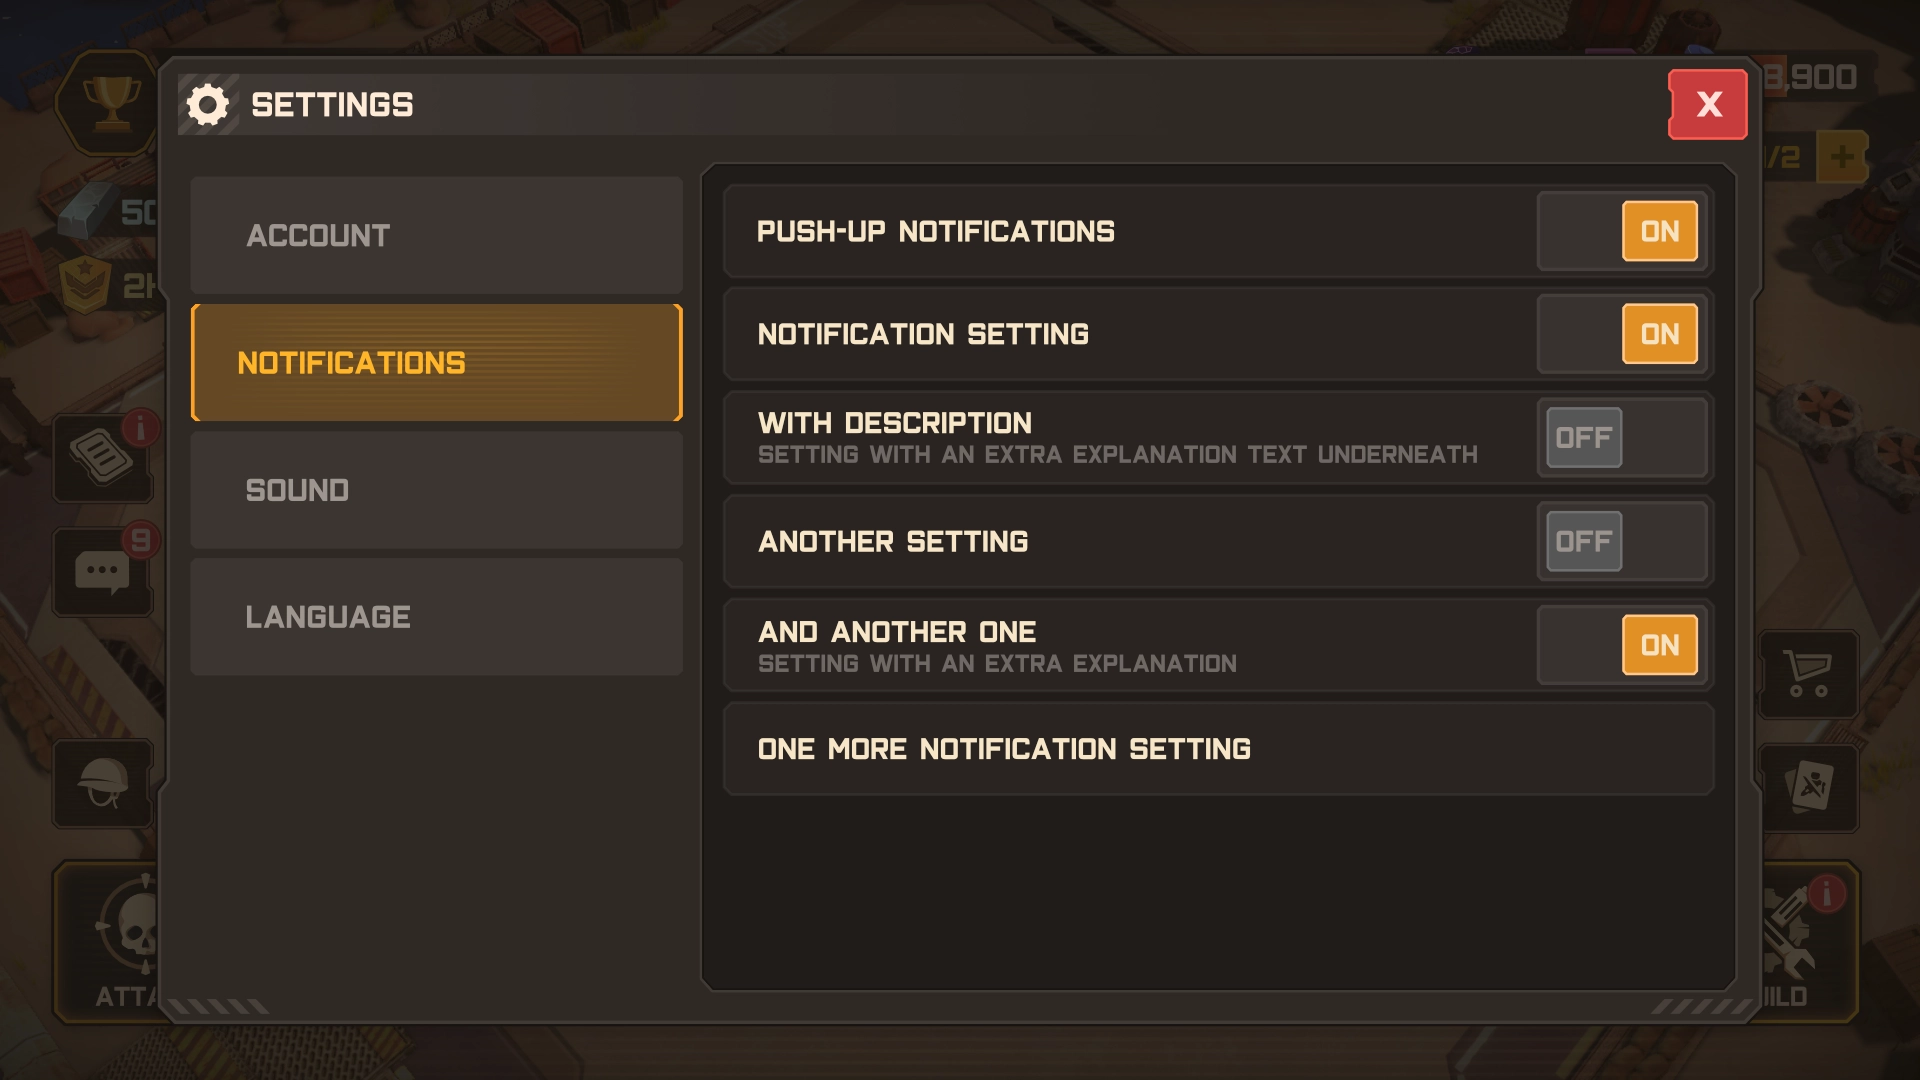 SETTINGS
X
8,900
/2
+
50
2H
ACCOUNT
NOTIFICATIONS
SOUND
LANGUAGE
PUSH-UP NOTIFICATIONS
ON
NOTIFICATION SETTING
ON
WITH DESCRIPTION
SETTING WITH AN EXTRA EXPLANATION TEXT UNDERNEATH
OFF
ANOTHER SETTING
OFF
AND ANOTHER ONE
SETTING WITH AN EXTRA EXPLANATION
ON
ONE MORE NOTIFICATION SETTING
i
9
i
ATTA
ILD